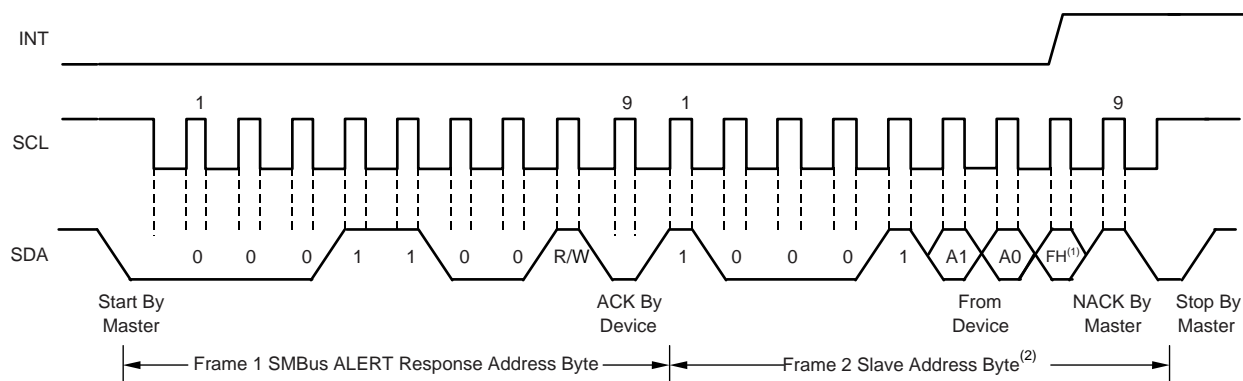 INT
1 9 1 9
SCL
SDA
0 0 0 1 1 0 0 R/W 1 0 0 0 1 A1 A0 FH(1)
Start By Master
ACK By Device
From Device
NACK By Master
Stop By Master
Frame 1 SMBus ALERT Response Address Byte
Frame 2 Slave Address Byte(2)